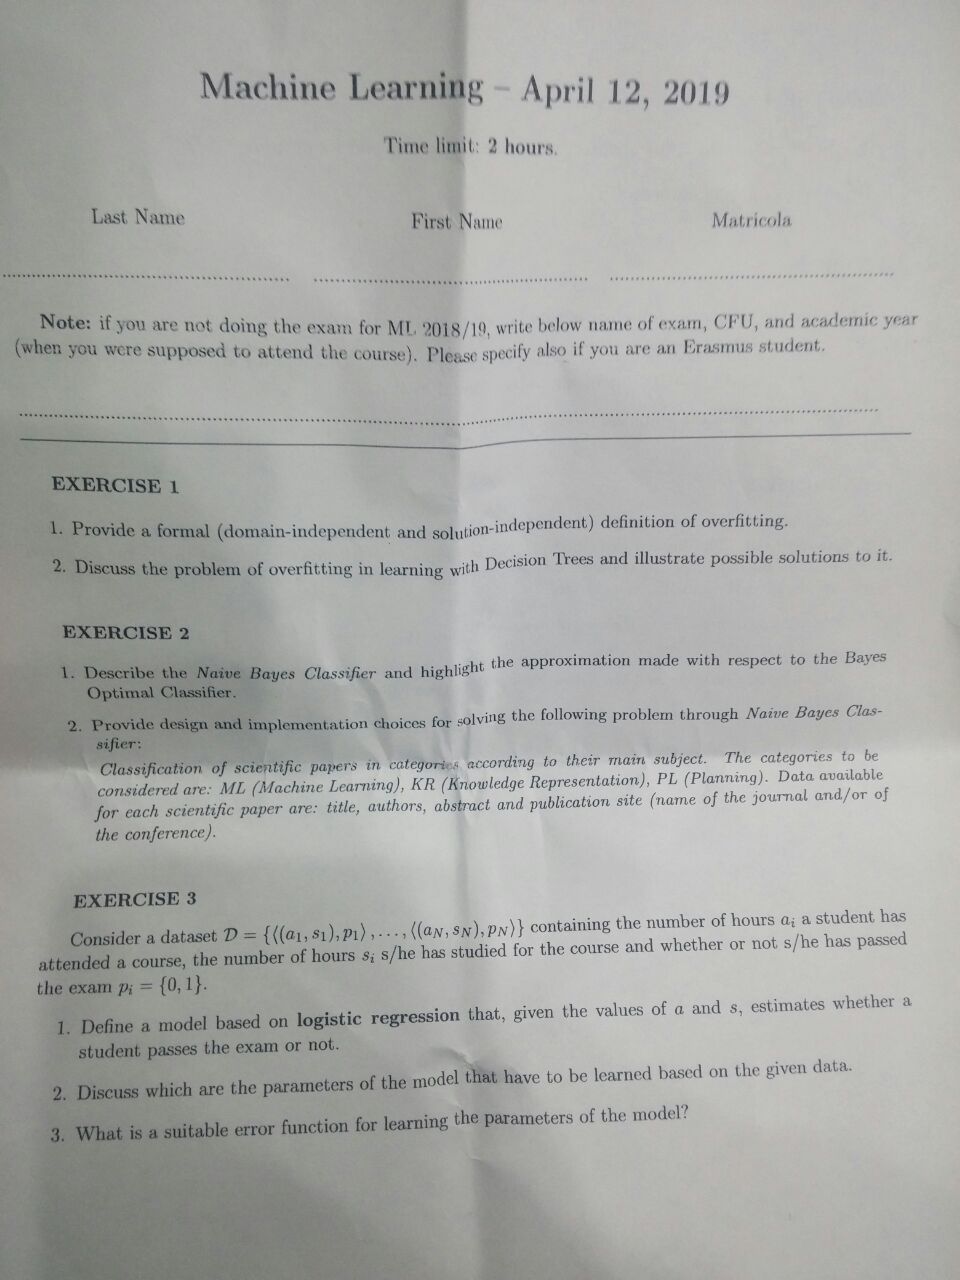 Machine Learning – April 12, 2019
Time limit: 2 hours.
Last Name First Name Matricola
Note: if you are not doing the exam for ML 2018/19, write below name of exam, CFU, and academic year
(when you were supposed to attend the course). Please specify also if you are an Erasmus student.
EXERCISE 1
1. Provide a formal (domain-independent and solution-independent) definition of overfitting.
2. Discuss the problem of overfitting in learning with Decision Trees and illustrate possible solutions to it.
EXERCISE 2
1. Describe the Naive Bayes Classifier and highlight the approximation made with respect to the Bayes
Optimal Classifier.
2. Provide design and implementation choices for solving the following problem through Naive Bayes Clas-
sifier:
Classification of scientific papers in categories according to their main subject. The categories to be
considered are: ML (Machine Learning), KR (Knowledge Representation), PL (Planning). Data available
for each scientific paper are: title, authors, abstract and publication site (name of the journal and/or of
the conference).
EXERCISE 3
Consider a dataset D = {⟨(a₁, s₁), p₁⟩, . . . , ⟨(a_N, s_N), p_N⟩} containing the number of hours aᵢ a student has
attended a course, the number of hours sᵢ s/he has studied for the course and whether or not s/he has passed
the exam pᵢ = {0, 1}.
1. Define a model based on logistic regression that, given the values of a and s, estimates whether a
student passes the exam or not.
2. Discuss which are the parameters of the model that have to be learned based on the given data.
3. What is a suitable error function for learning the parameters of the model?